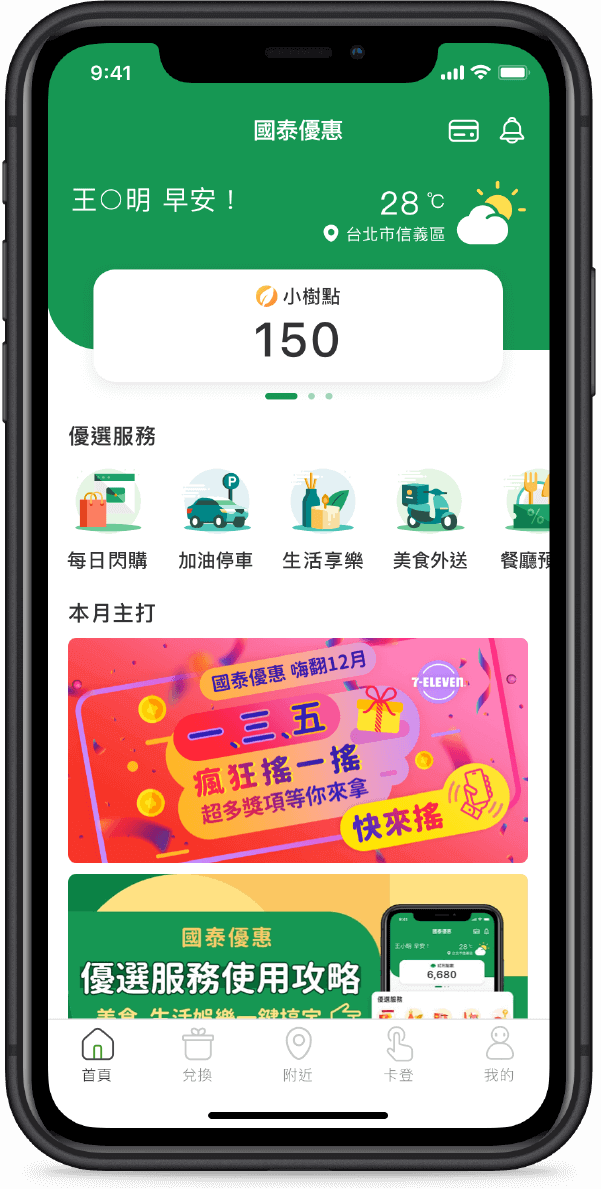 9:41
國泰優惠
王○明 早安！
28 ℃
台北市信義區
小樹點
150
優選服務
P
%
每日閃購
加油停車
生活享樂
美食外送
餐廳預
本月主打
國泰優惠 嗨翻12月
7-ELEVEN
一、三、五
瘋狂搖一搖
超多獎項等你來拿
快來搖
國泰優惠
優選服務使用攻略
美食 生活娛樂一鍵搞定
9:41
國泰優惠
王小明 早安！
28 ℃
6,680
優選服務
首頁
兌換
附近
卡登
我的